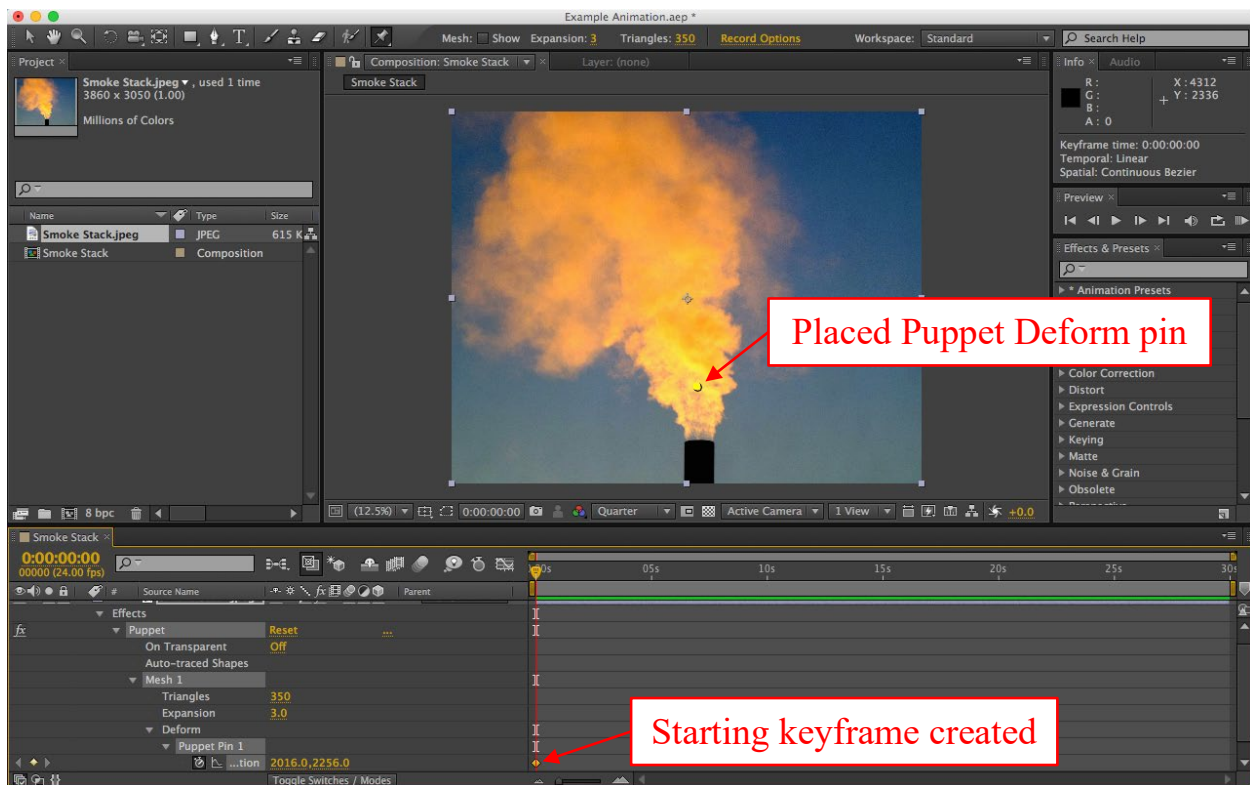 Example Animation.aep *
Mesh: Show Expansion: 3 Triangles: 350 Record Options Workspace: Standard Search Help
Project
Smoke Stack.jpeg ▾ , used 1 time
3860 x 3050 (1.00)
Millions of Colors
Name Type Size
Smoke Stack.jpeg JPEG 615 K
Smoke Stack Composition
8 bpc
Composition: Smoke Stack Layer: (none)
Smoke Stack
Placed Puppet Deform pin
(12.5%) 0:00:00:00 Quarter Active Camera 1 View +0.0
Info Audio
R : X : 4312
G : + Y : 2336
B :
A : 0
Keyframe time: 0:00:00:00
Temporal: Linear
Spatial: Continuous Bezier
Preview
Effects & Presets
* Animation Presets
Color Correction
Distort
Expression Controls
Generate
Keying
Matte
Noise & Grain
Obsolete
Smoke Stack
0:00:00:00
00000 (24.00 fps)
05s 10s 15s 20s 25s
# Source Name Parent
Effects
fx Puppet Reset ...
On Transparent Off
Auto-traced Shapes
Mesh 1
Triangles 350
Expansion 3.0
Deform
Puppet Pin 1
...tion 2016.0,2256.0
Toggle Switches / Modes
Starting keyframe created